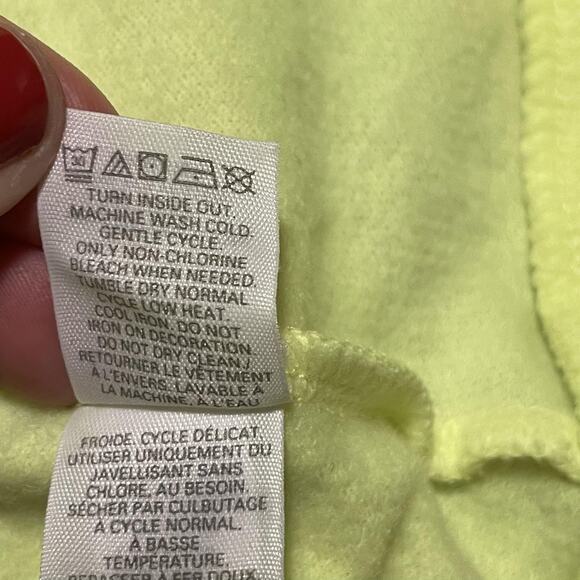 TURN INSIDE OUT.
MACHINE WASH COLD.
GENTLE CYCLE.
ONLY NON-CHLORINE
BLEACH WHEN NEEDED.
TUMBLE DRY NORMAL
CYCLE LOW HEAT.
COOL IRON. DO NOT
IRON ON DECORATION
DO NOT DRY CLEAN /
RETOURNER LE VÊTEMENT
À L'ENVERS. LAVABLE À
LA MACHINE, À L'EAU
FROIDE. CYCLE DÉLICAT
UTILISER UNIQUEMENT DU
JAVELLISANT SANS
CHLORE, AU BESOIN.
SÉCHER PAR CULBUTAGE
À CYCLE NORMAL,
À BASSE
TEMPÉRATURE.
REPASSER À FER DOUX.